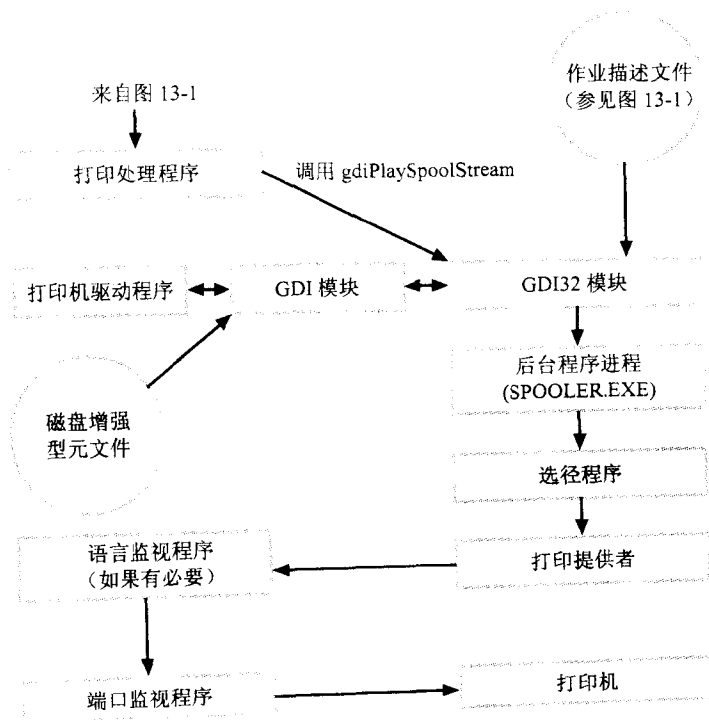 作业描述文件
（参见图 13-1）
来自图 13-1
打印处理程序
调用 gdiPlaySpoolStream
打印机驱动程序
GDI 模块
GDI32 模块
后台程序进程
(SPOOLER.EXE)
磁盘增强
型元文件
选径程序
语言监视程序
（如果有必要）
打印提供者
端口监视程序
打印机